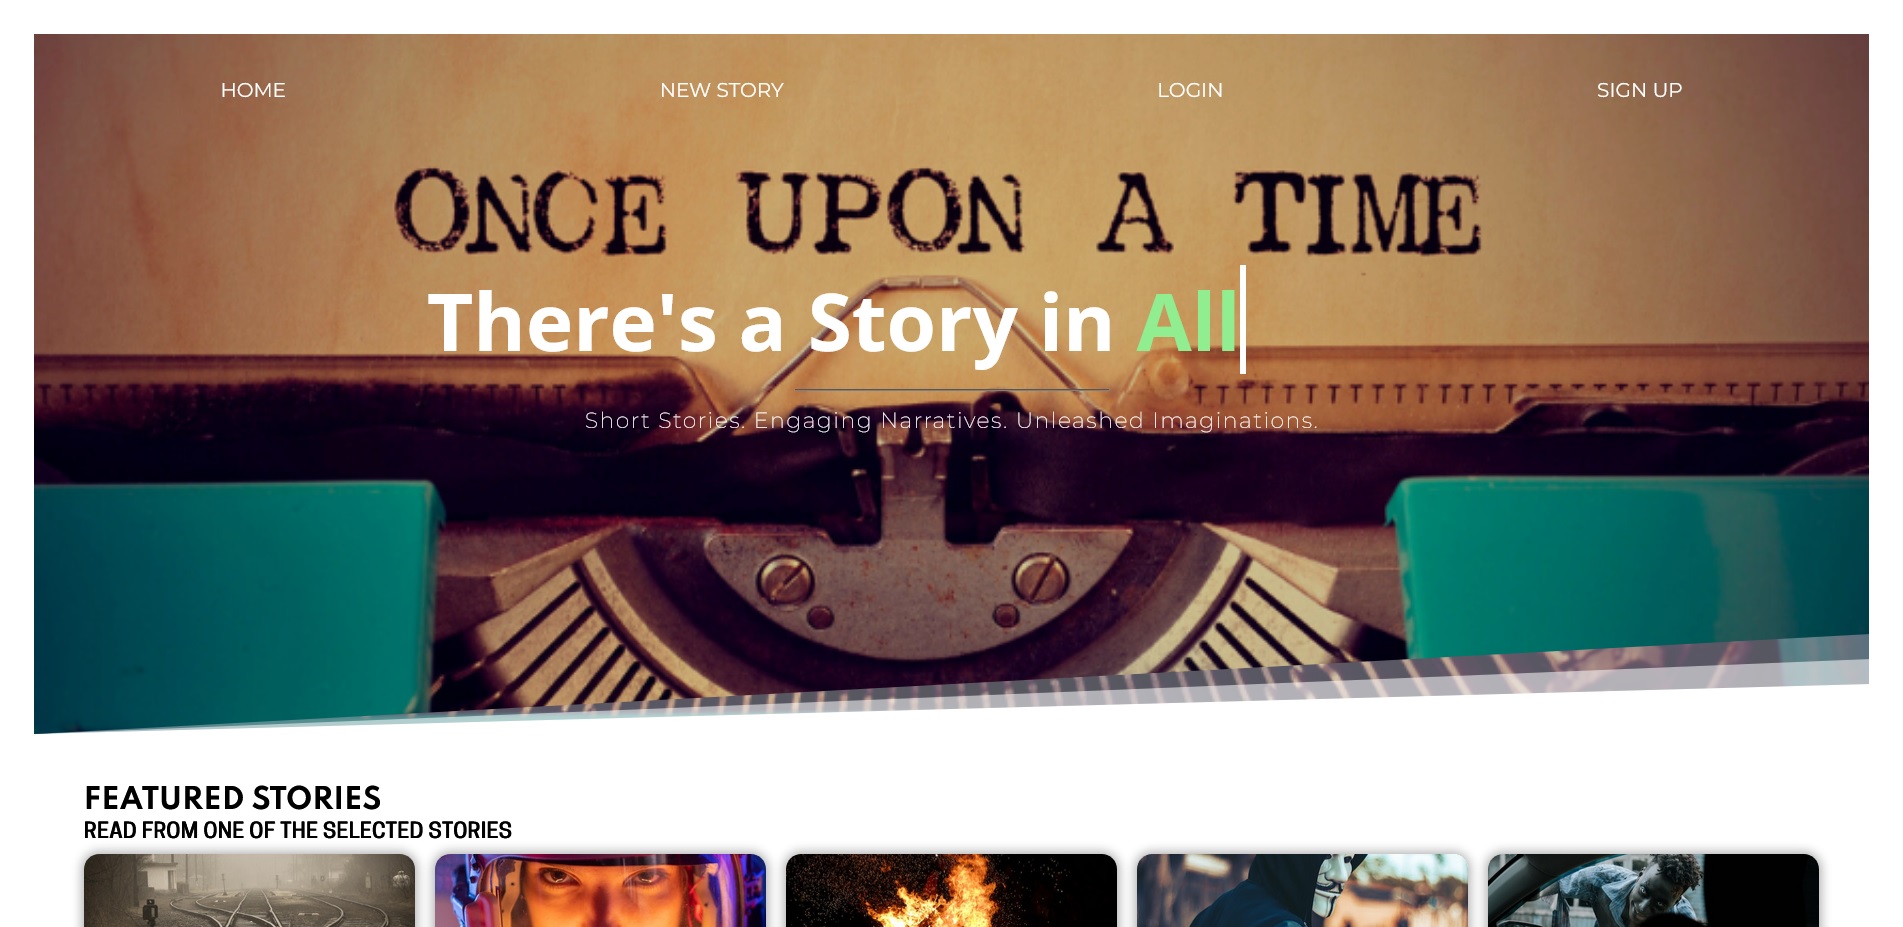 HOME NEW STORY LOGIN SIGN UP
ONCE UPON A TIME
There's a Story in All
Short Stories. Engaging Narratives. Unleashed Imaginations.
FEATURED STORIES
READ FROM ONE OF THE SELECTED STORIES